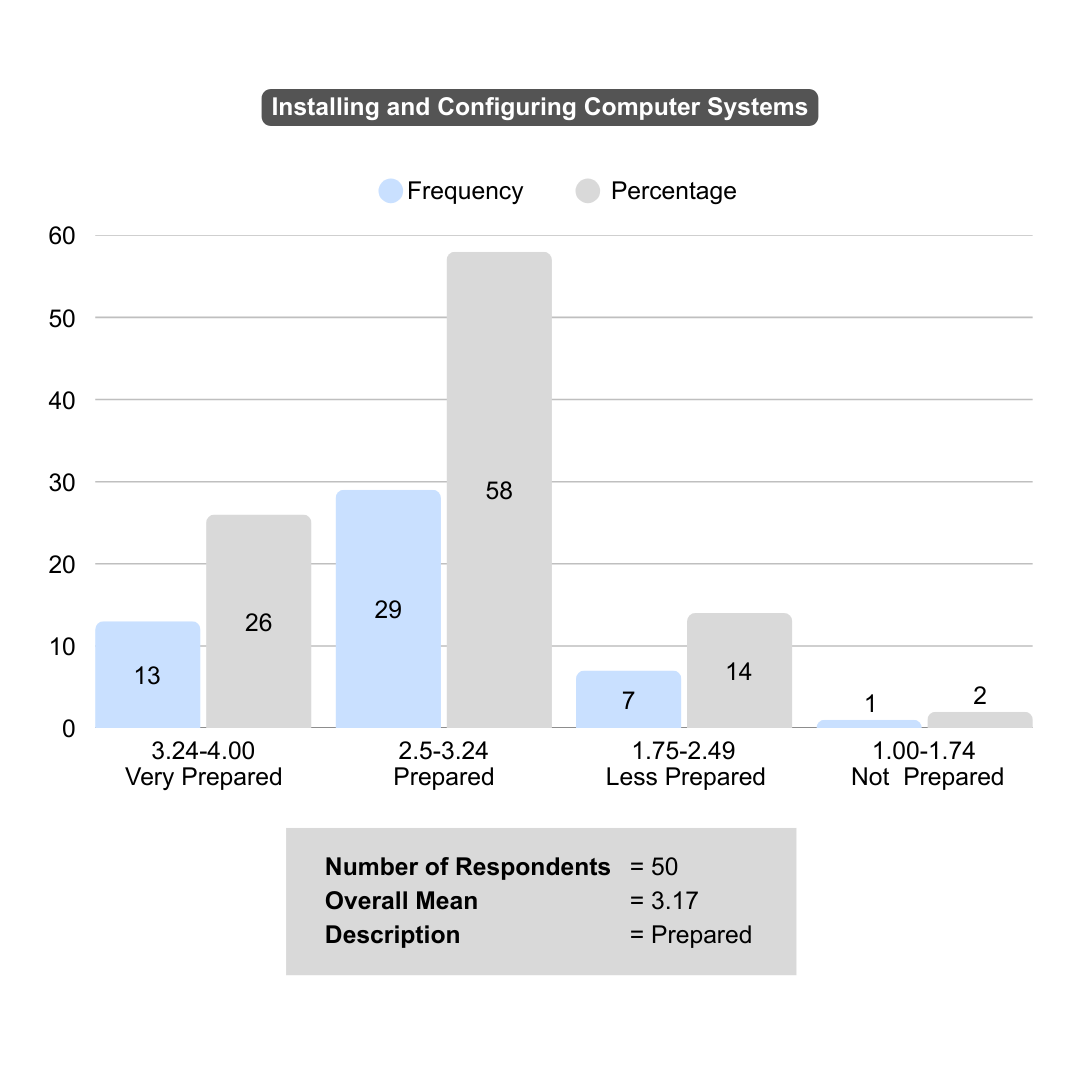 Installing and Configuring Computer Systems
Frequency Percentage
60
50
40
30
20
10
0
13 26 29 58 7 14 1 2
3.24-4.00 2.5-3.24 1.75-2.49 1.00-1.74
Very Prepared Prepared Less Prepared Not Prepared
Number of Respondents = 50
Overall Mean = 3.17
Description = Prepared